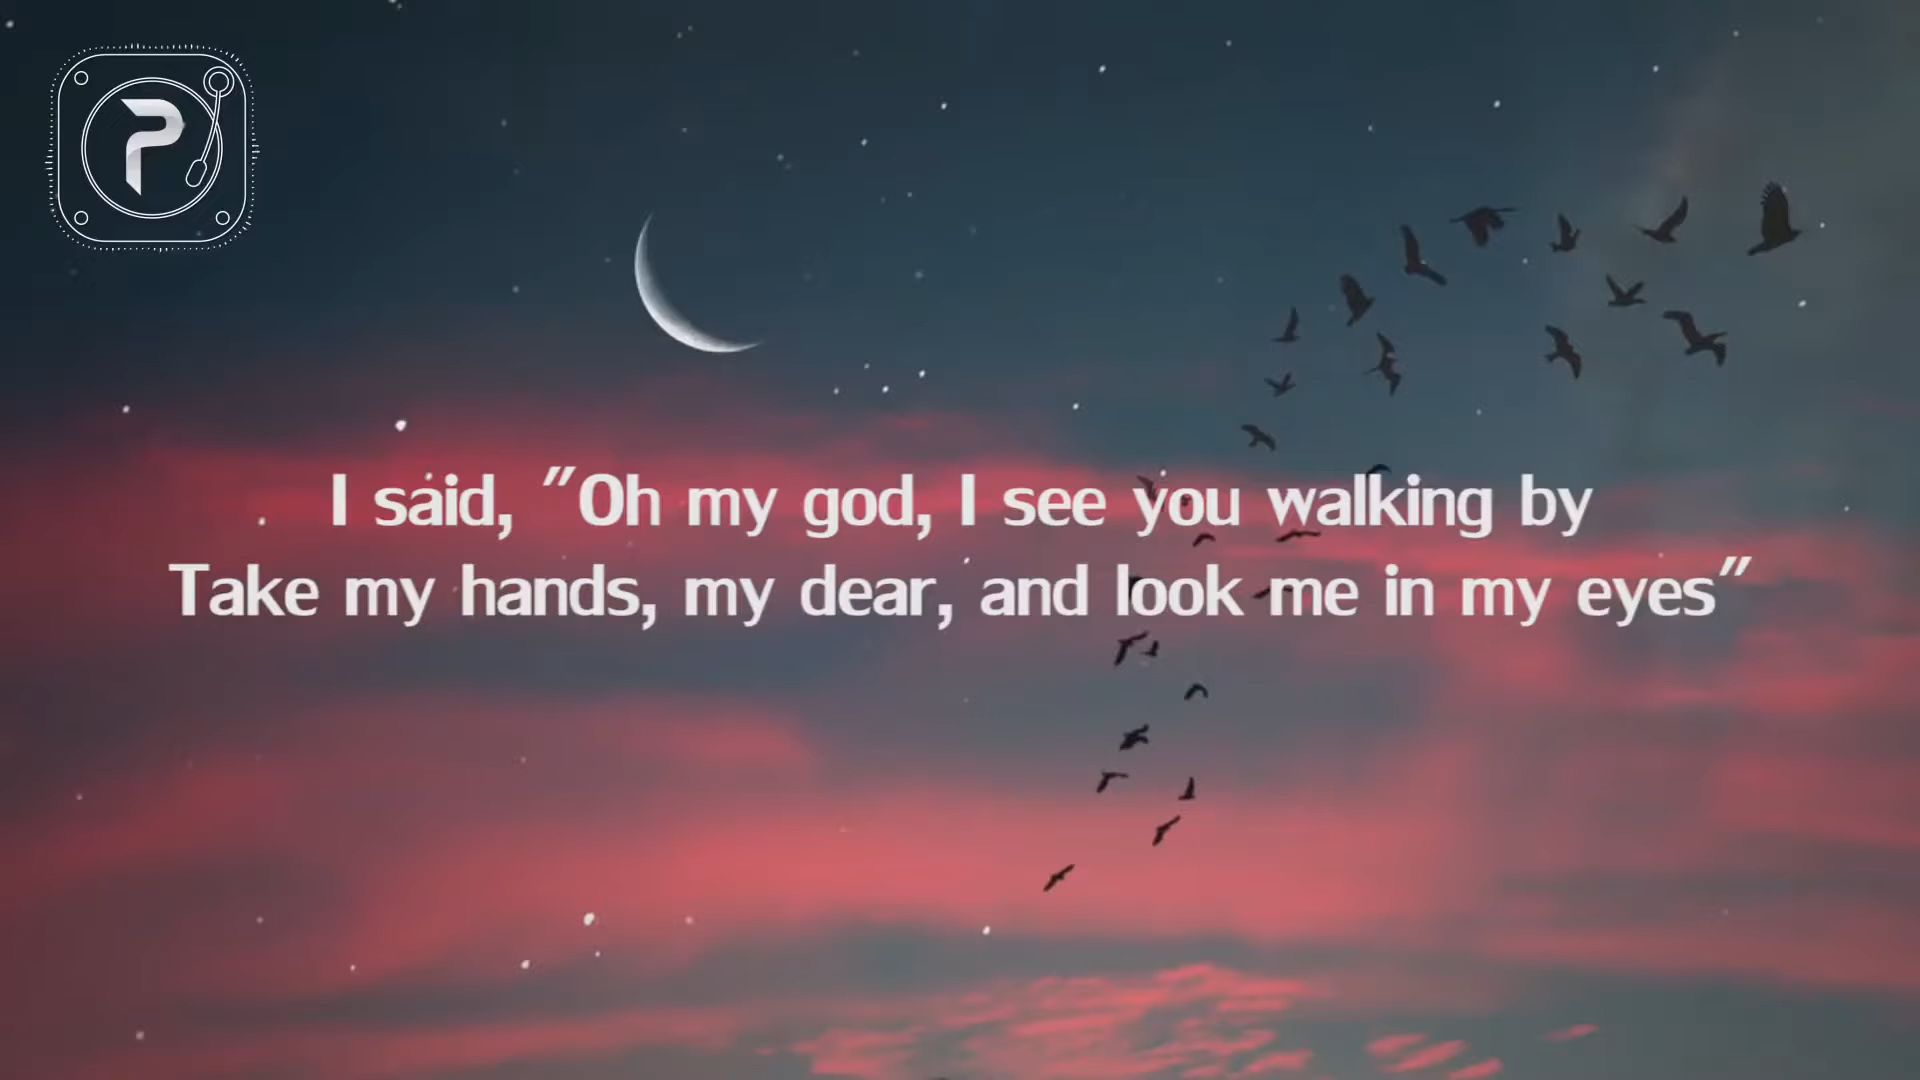 P
I said, "Oh my god, I see you walking by
Take my hands, my dear, and look me in my eyes"